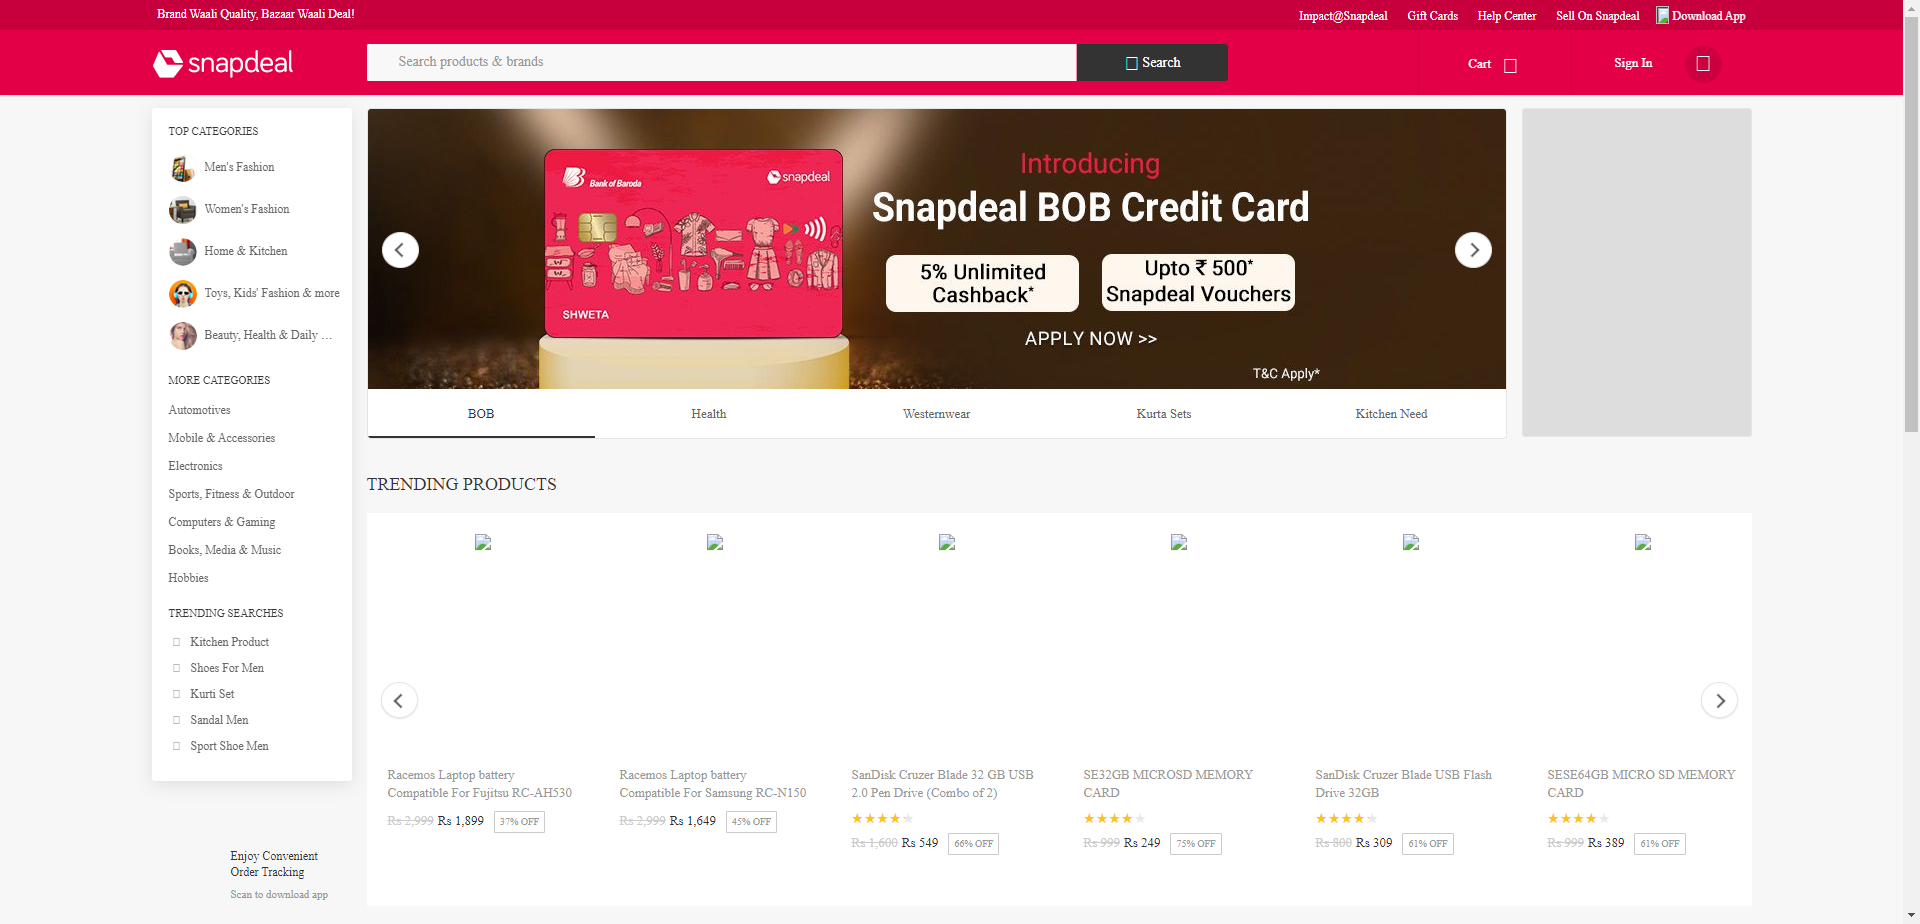 Brand Waali Quality, Bazaar Waali Deal!
Impact@Snapdeal
Gift Cards
Help Center
Sell On Snapdeal
Download App
snapdeal
Search products & brands
Search
Cart
Sign In
TOP CATEGORIES
Men's Fashion
Women's Fashion
Home & Kitchen
Toys, Kids' Fashion & more
Beauty, Health & Daily ...
MORE CATEGORIES
Automotives
Mobile & Accessories
Electronics
Sports, Fitness & Outdoor
Computers & Gaming
Books, Media & Music
Hobbies
TRENDING SEARCHES
Kitchen Product
Shoes For Men
Kurti Set
Sandal Men
Sport Shoe Men
Enjoy Convenient
Order Tracking
Scan to download app
Bank of Baroda
snapdeal
SHWETA
Introducing
Snapdeal BOB Credit Card
5% Unlimited
Cashback*
Upto ₹ 500*
Snapdeal Vouchers
APPLY NOW >>
T&C Apply*
BOB
Health
Westernwear
Kurta Sets
Kitchen Need
TRENDING PRODUCTS
Racemos Laptop battery
Compatible For Fujitsu RC-AH530
Rs 2,999 Rs 1,899 37% OFF
Racemos Laptop battery
Compatible For Samsung RC-N150
Rs 2,999 Rs 1,649 45% OFF
SanDisk Cruzer Blade 32 GB USB
2.0 Pen Drive (Combo of 2)
Rs 1,600 Rs 549 66% OFF
SE32GB MICROSD MEMORY
CARD
Rs 999 Rs 249 75% OFF
SanDisk Cruzer Blade USB Flash
Drive 32GB
Rs 800 Rs 309 61% OFF
SESE64GB MICRO SD MEMORY
CARD
Rs 999 Rs 389 61% OFF